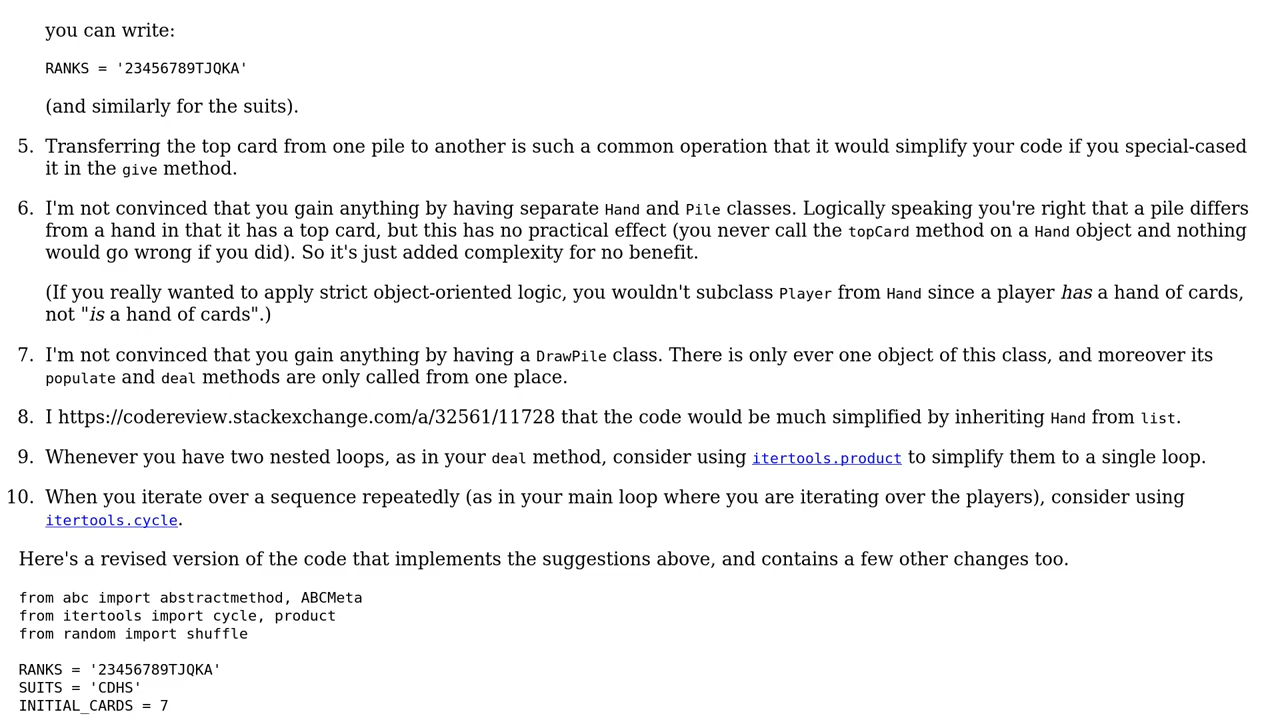 you can write:
RANKS = '23456789TJQKA'
(and similarly for the suits).
5. Transferring the top card from one pile to another is such a common operation that it would simplify your code if you special-cased
it in the give method.
6. I'm not convinced that you gain anything by having separate Hand and Pile classes. Logically speaking you're right that a pile differs
from a hand in that it has a top card, but this has no practical effect (you never call the topCard method on a Hand object and nothing
would go wrong if you did). So it's just added complexity for no benefit.
(If you really wanted to apply strict object-oriented logic, you wouldn't subclass Player from Hand since a player has a hand of cards,
not "is a hand of cards".)
7. I'm not convinced that you gain anything by having a DrawPile class. There is only ever one object of this class, and moreover its
populate and deal methods are only called from one place.
8. I https://codereview.stackexchange.com/a/32561/11728 that the code would be much simplified by inheriting Hand from list.
9. Whenever you have two nested loops, as in your deal method, consider using itertools.product to simplify them to a single loop.
10. When you iterate over a sequence repeatedly (as in your main loop where you are iterating over the players), consider using
itertools.cycle.
Here's a revised version of the code that implements the suggestions above, and contains a few other changes too.
from abc import abstractmethod, ABCMeta
from itertools import cycle, product
from random import shuffle
RANKS = '23456789TJQKA'
SUITS = 'CDHS'
INITIAL_CARDS = 7